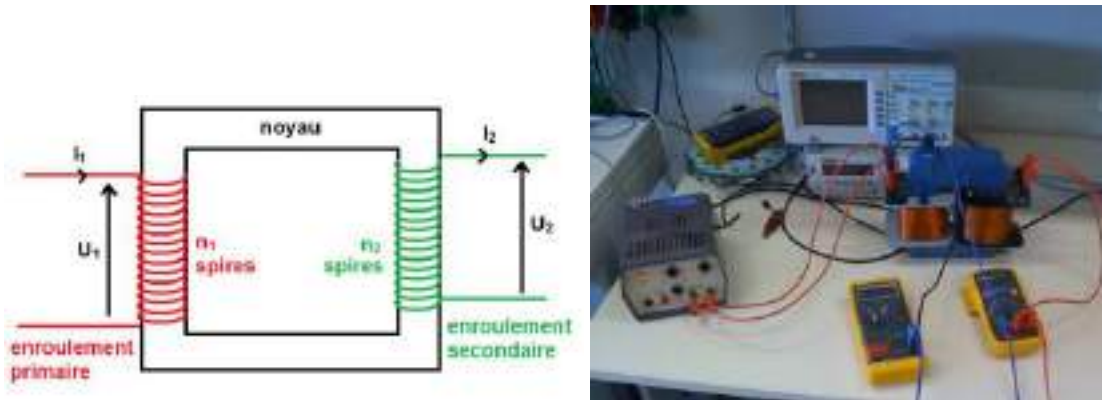 noyau
I₁
I₂
U₁
U₂
n₁
spires
n₂
spires
enroulement
primaire
enroulement
secondaire